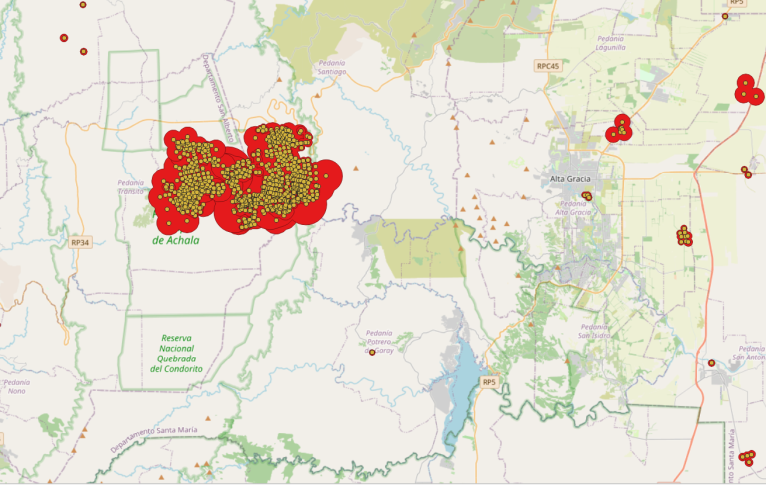 RP5
Pedanía
Lagunilla
Pedanía
Santiago
RPC45
Departamento San Alberto
Alta Gracia
Pedanía
Tránsito
Pedanía
Alta Gracia
de Achala
RP34
Pedanía
San Isidro
Reserva
Nacional
Quebrada
del Condorito
Pedanía
Potrero
de Garay
Pedanía
San Anton
Pedanía
Nono
RP5
Departamento Santa María
nto Santa María